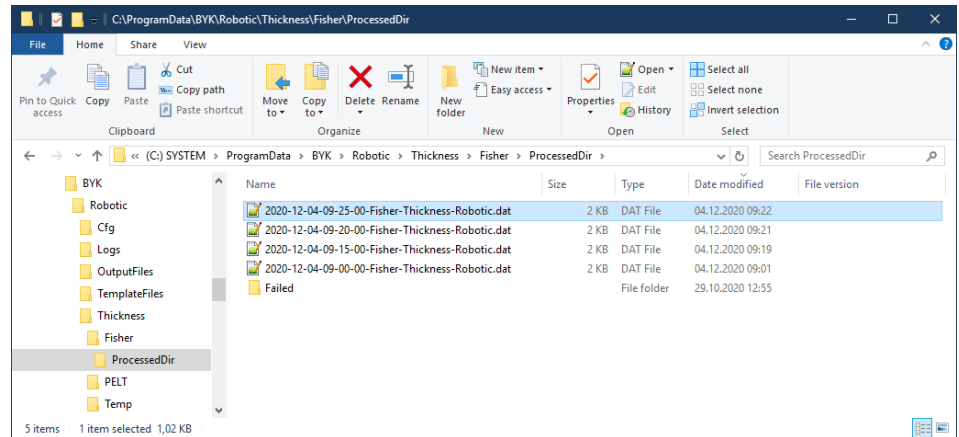 C:\ProgramData\BYK\Robotic\Thickness\Fisher\ProcessedDir
File Home Share View
Pin to Quick access
Copy
Paste
Cut
Copy path
Paste shortcut
Clipboard
Move to
Copy to
Delete
Rename
Organize
New folder
New item
Easy access
New
Properties
Open
Edit
History
Open
Select all
Select none
Invert selection
Select
« (C:) SYSTEM > ProgramData > BYK > Robotic > Thickness > Fisher > ProcessedDir >
Search ProcessedDir
BYK
Robotic
Cfg
Logs
OutputFiles
TemplateFiles
Thickness
Fisher
ProcessedDir
PELT
Temp
Name Size Type Date modified File version
2020-12-04-09-25-00-Fisher-Thickness-Robotic.dat 2 KB DAT File 04.12.2020 09:22
2020-12-04-09-20-00-Fisher-Thickness-Robotic.dat 2 KB DAT File 04.12.2020 09:21
2020-12-04-09-15-00-Fisher-Thickness-Robotic.dat 2 KB DAT File 04.12.2020 09:19
2020-12-04-09-00-00-Fisher-Thickness-Robotic.dat 2 KB DAT File 04.12.2020 09:01
Failed File folder 29.10.2020 12:55
5 items 1 item selected 1,02 KB